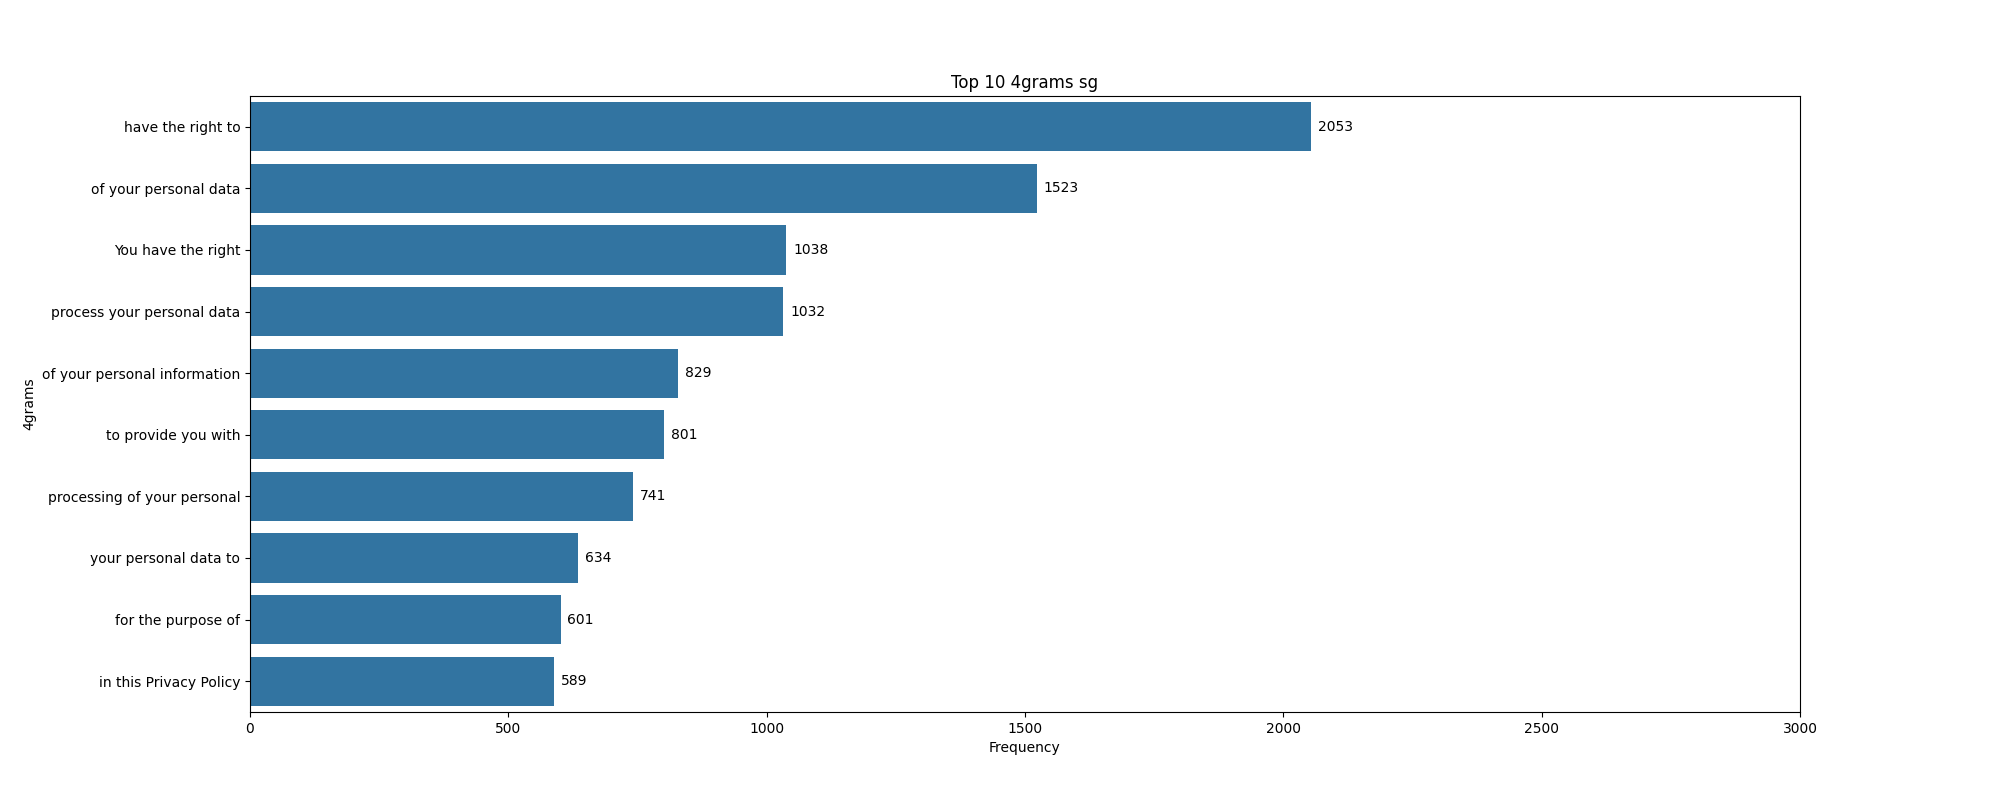 Top 10 4grams sg
have the right to 2053
of your personal data 1523
You have the right 1038
process your personal data 1032
of your personal information 829
to provide you with 801
processing of your personal 741
your personal data to 634
for the purpose of 601
in this Privacy Policy 589
4grams
0 500 1000 1500 2000 2500 3000
Frequency